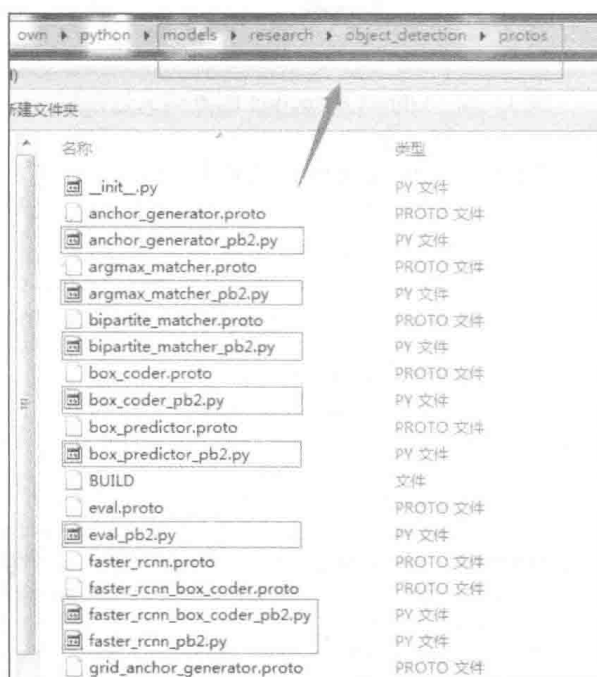 own ▸ python ▸ models ▸ research ▸ object_detection ▸ protos
新建文件夹
名称 类型
__init__.py PY 文件
anchor_generator.proto PROTO 文件
anchor_generator_pb2.py PY 文件
argmax_matcher.proto PROTO 文件
argmax_matcher_pb2.py PY 文件
bipartite_matcher.proto PROTO 文件
bipartite_matcher_pb2.py PY 文件
box_coder.proto PROTO 文件
box_coder_pb2.py PY 文件
box_predictor.proto PROTO 文件
box_predictor_pb2.py PY 文件
BUILD 文件
eval.proto PROTO 文件
eval_pb2.py PY 文件
faster_rcnn.proto PROTO 文件
faster_rcnn_box_coder.proto PROTO 文件
faster_rcnn_box_coder_pb2.py PY 文件
faster_rcnn_pb2.py PY 文件
grid_anchor_generator.proto PROTO 文件